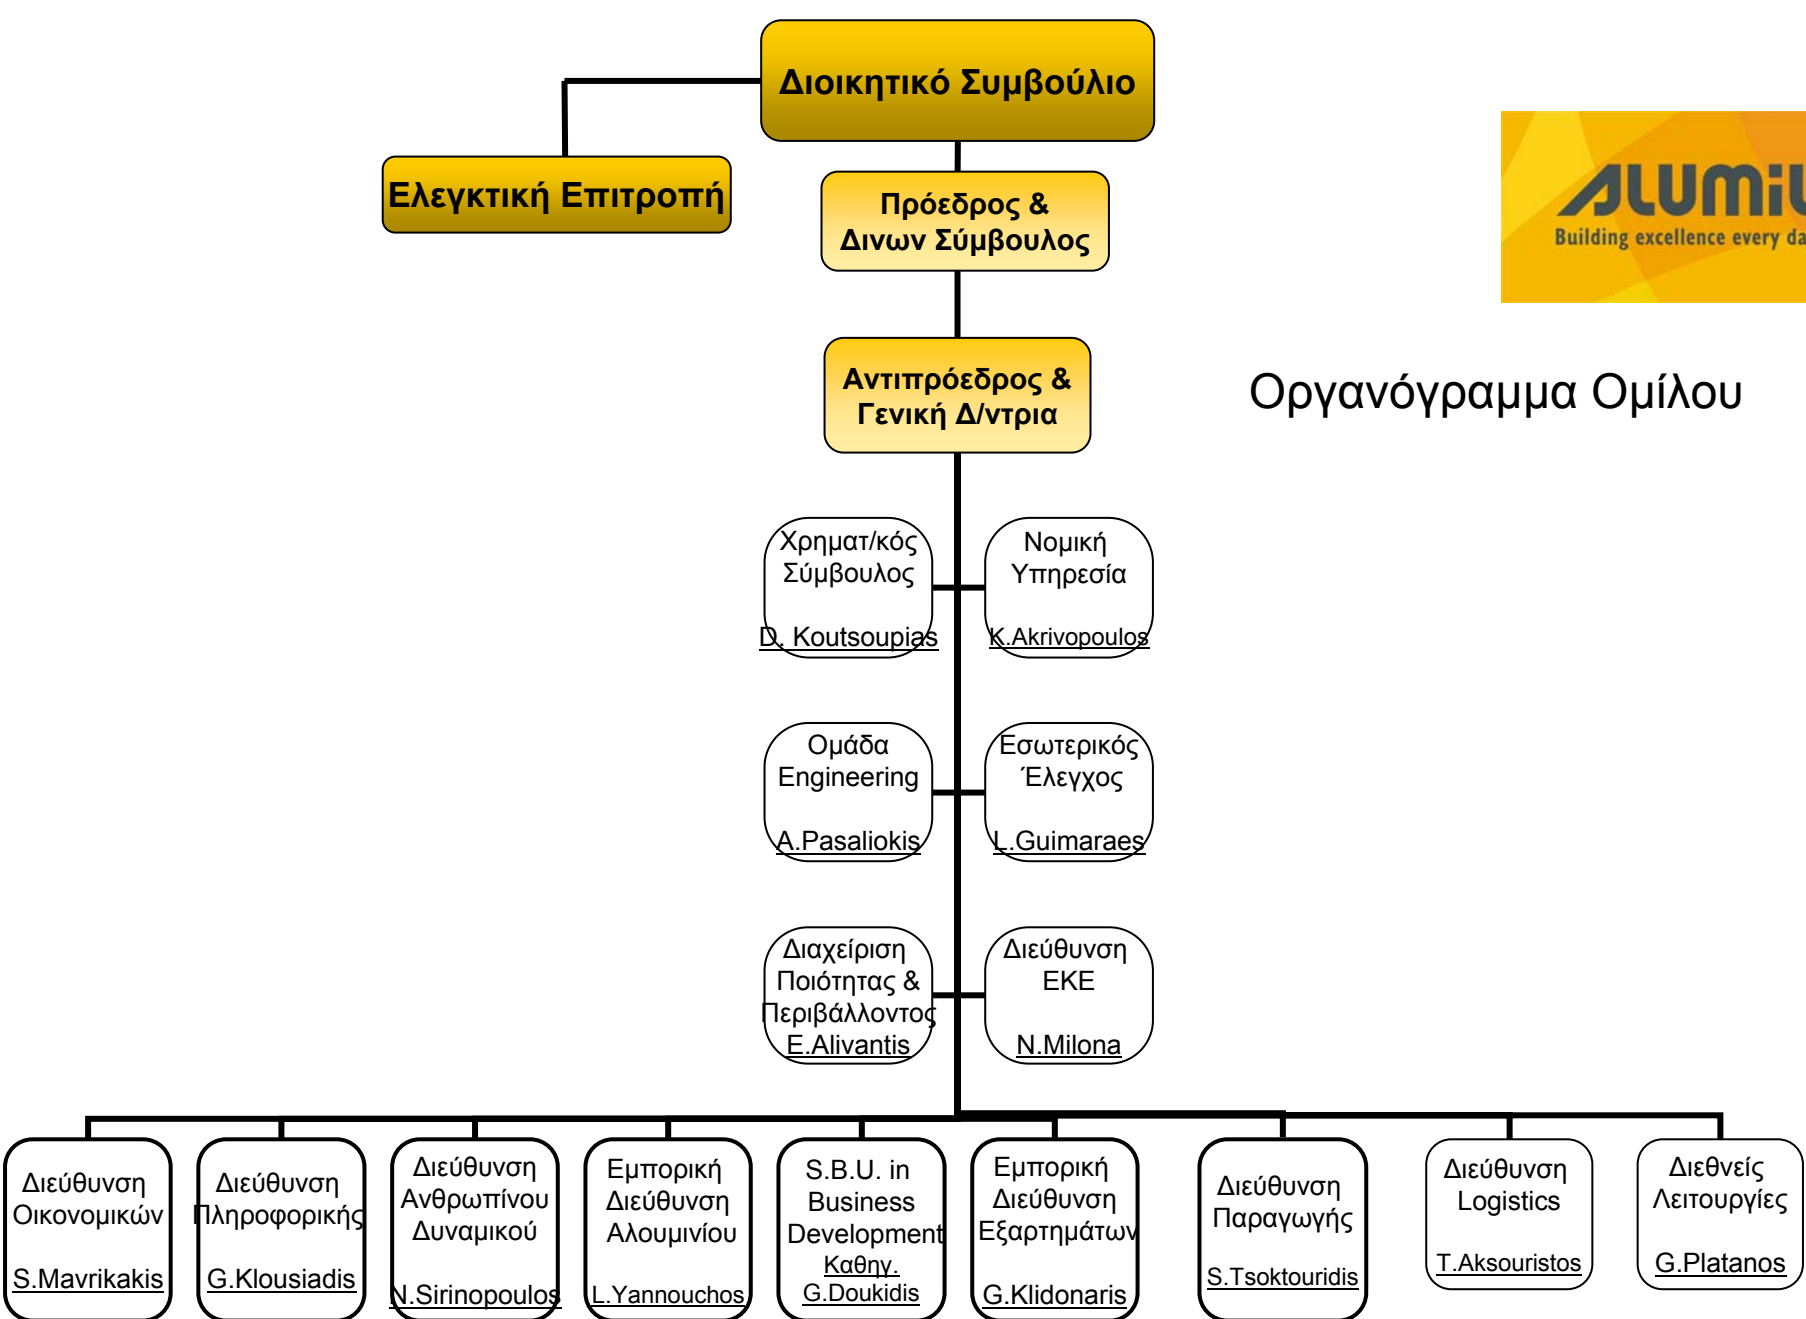 Διοικητικό Συμβούλιο
Ελεγκτική Επιτροπή
Πρόεδρος &
Δινων Σύμβουλος
ALUMIL
Building excellence every da
Αντιπρόεδρος &
Γενική Δ/ντρια
Οργανόγραμμα Ομίλου
Χρηματ/κός
Σύμβουλος
D. Koutsoupias
Νομική
Υπηρεσία
K.Akrivopoulos
Ομάδα
Engineering
A.Pasaliokis
Εσωτερικός
Έλεγχος
L.Guimaraes
Διαχείριση
Ποιότητας &
Περιβάλλοντος
E.Alivantis
Διεύθυνση
ΕΚΕ
N.Milona
Διεύθυνση
Οικονομικών
S.Mavrikakis
Διεύθυνση
Πληροφορικής
G.Klousiadis
Διεύθυνση
Ανθρωπίνου
Δυναμικού
N.Sirinopoulos
Εμπορική
Διεύθυνση
Αλουμινίου
L.Yannouchos
S.B.U. in
Business
Development
Καθηγ.
G.Doukidis
Εμπορική
Διεύθυνση
Εξαρτημάτων
G.Klidonaris
Διεύθυνση
Παραγωγής
S.Tsoktouridis
Διεύθυνση
Logistics
T.Aksouristos
Διεθνείς
Λειτουργίες
G.Platanos